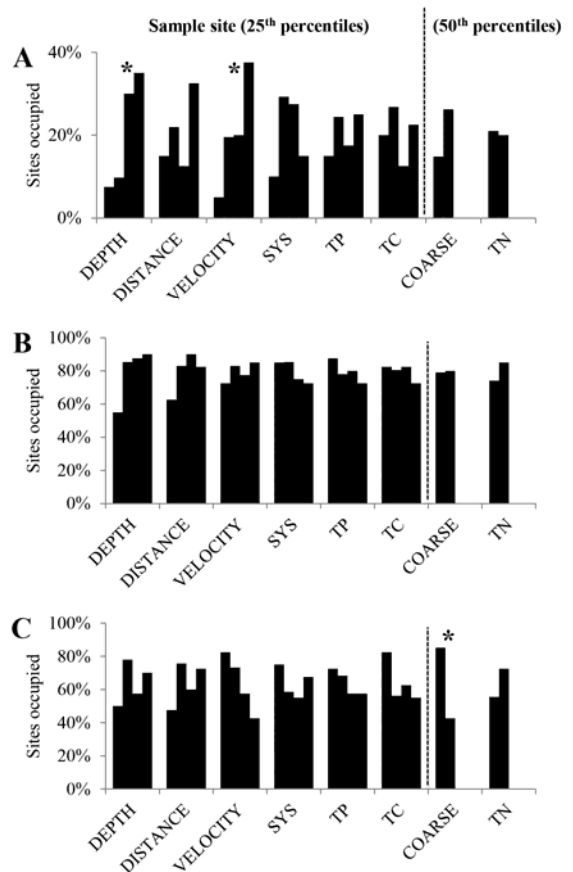 Sample site (25th percentiles) (50th percentiles)
A
40%
20%
0%
Sites occupied
* *
DEPTH DISTANCE VELOCITY SYS TP TC COARSE TN
B
100%
80%
60%
40%
20%
0%
Sites occupied
DEPTH DISTANCE VELOCITY SYS TP TC COARSE TN
C
100%
80%
60%
40%
20%
0%
Sites occupied
*
DEPTH DISTANCE VELOCITY SYS TP TC COARSE TN